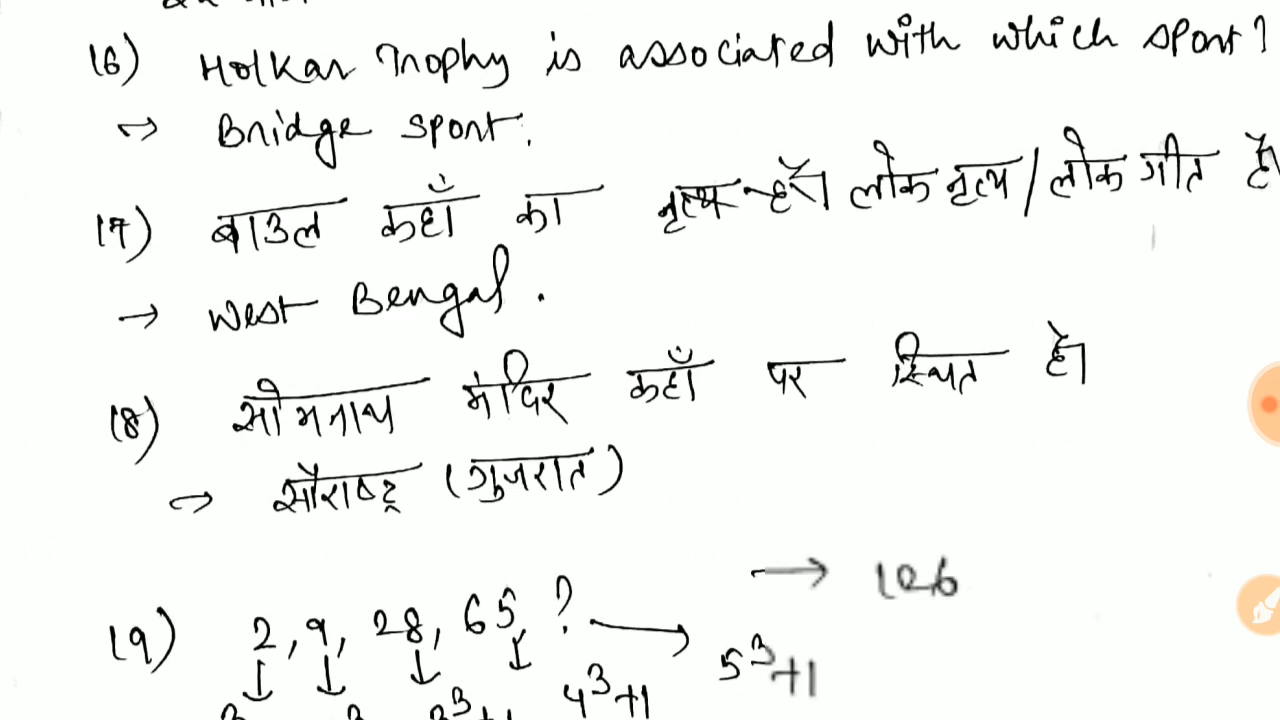 16) Holkar Trophy is associated with which sport?
→ Bridge sport.
17) बाउल कहाँ का लोक नृत्य / लोक गीत है
→ West Bengal.
18) सोमनाथ मंदिर कहाँ पर स्थित है।
→ सौराष्ट्र (गुजरात)
→ 126
19) 2, 9, 28, 65, ?
4³+1 5³+1